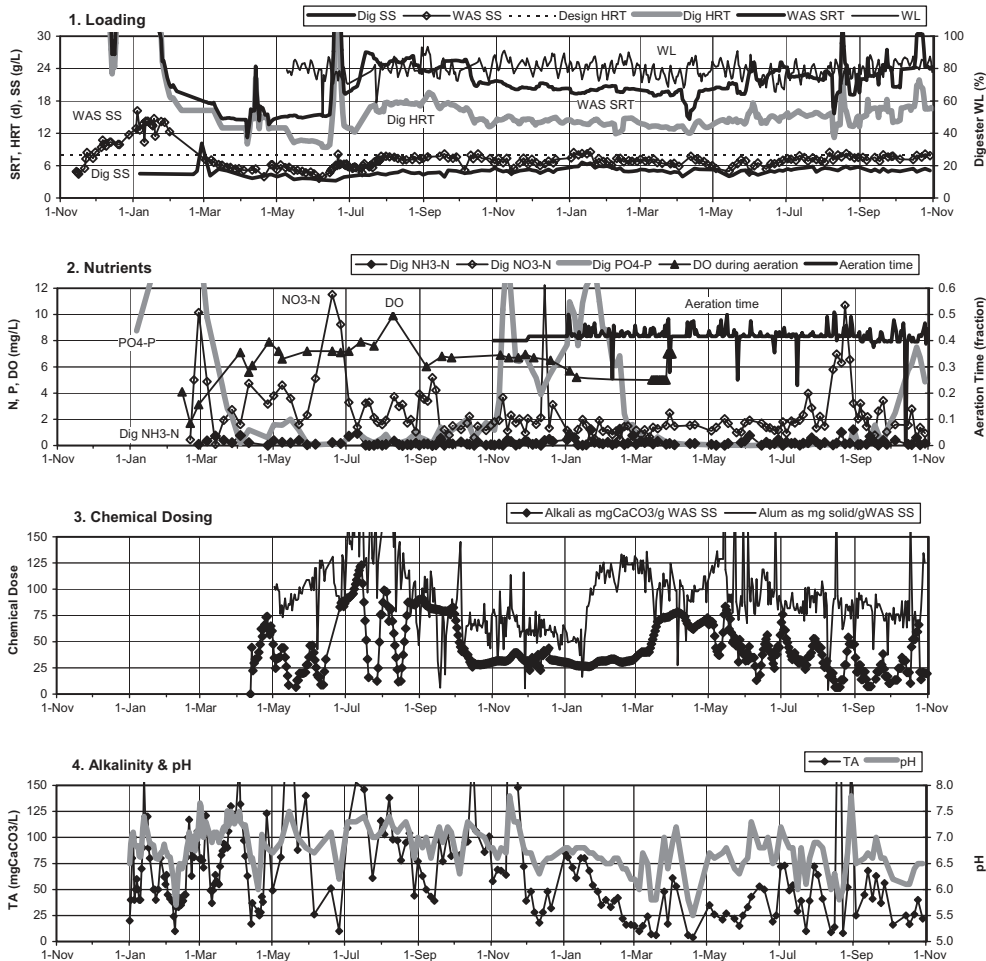 1. Loading
Dig SS WAS SS Design HRT Dig HRT WAS SRT WL
SRT, HRT (d), SS (g/L)
30
24
18
12
6
0
100
80
60
40
20
0
Digester WL (%)
WL
WAS SS
WAS SRT
Dig HRT
Dig SS
1-Nov 1-Jan 1-Mar 1-May 1-Jul 1-Sep 1-Nov 1-Jan 1-Mar 1-May 1-Jul 1-Sep 1-Nov
2. Nutrients
Dig NH3-N Dig NO3-N Dig PO4-P DO during aeration Aeration time
N, P, DO (mg/L)
12
10
8
6
4
2
0
0.6
0.5
0.4
0.3
0.2
0.1
0
Aeration Time (fraction)
NO3-N
DO
Aeration time
PO4-P
Dig NH3-N
1-Nov 1-Jan 1-Mar 1-May 1-Jul 1-Sep 1-Nov 1-Jan 1-Mar 1-May 1-Jul 1-Sep 1-Nov
3. Chemical Dosing
Alkali as mgCaCO3/g WAS SS Alum as mg solid/gWAS SS
Chemical Dose
150
125
100
75
50
25
0
1-Nov 1-Jan 1-Mar 1-May 1-Jul 1-Sep 1-Nov 1-Jan 1-Mar 1-May 1-Jul 1-Sep 1-Nov
4. Alkalinity & pH
TA pH
TA (mgCaCO3/L)
150
125
100
75
50
25
0
8.0
7.5
7.0
6.5
6.0
5.5
5.0
pH
1-Nov 1-Jan 1-Mar 1-May 1-Jul 1-Sep 1-Nov 1-Jan 1-Mar 1-May 1-Jul 1-Sep 1-Nov